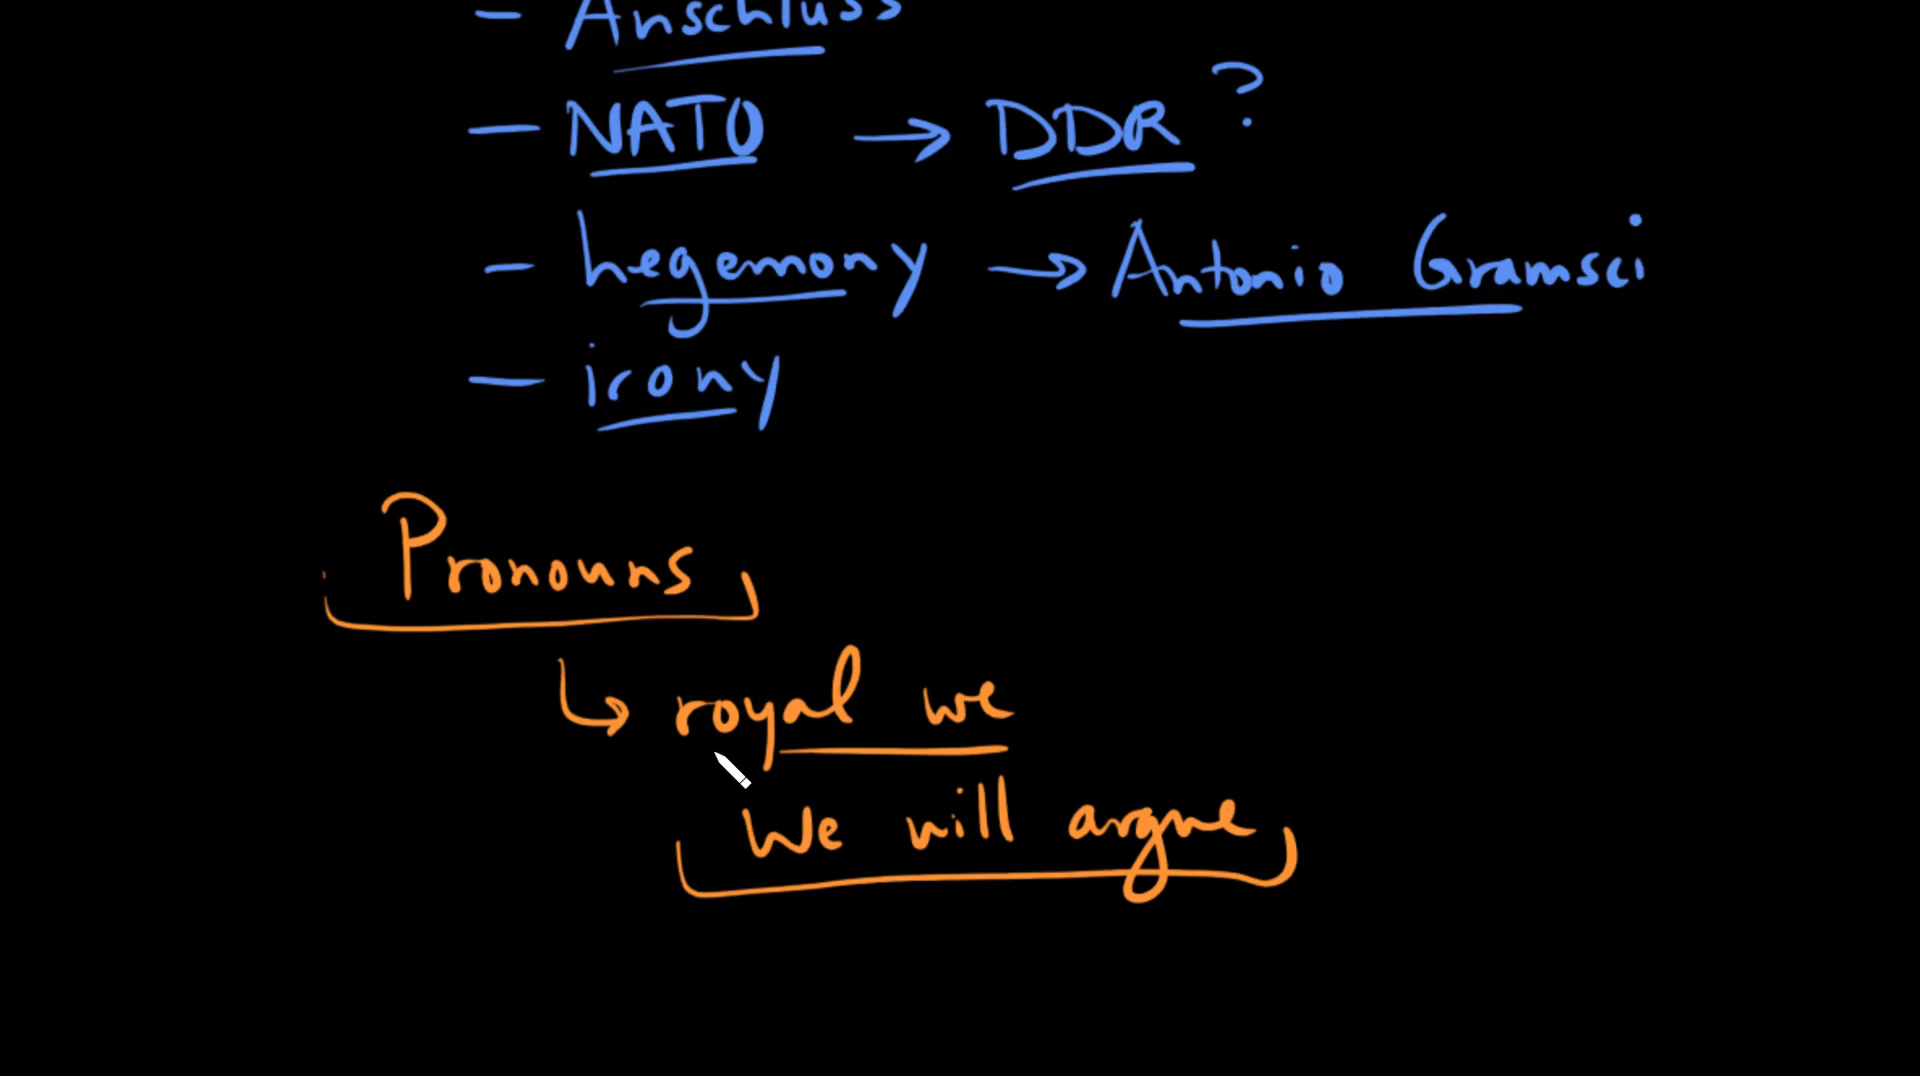 - Anschluss
- NATO → DDR?
- hegemony → Antonio Gramsci
- irony
Pronouns
↳ royal we
We will argue